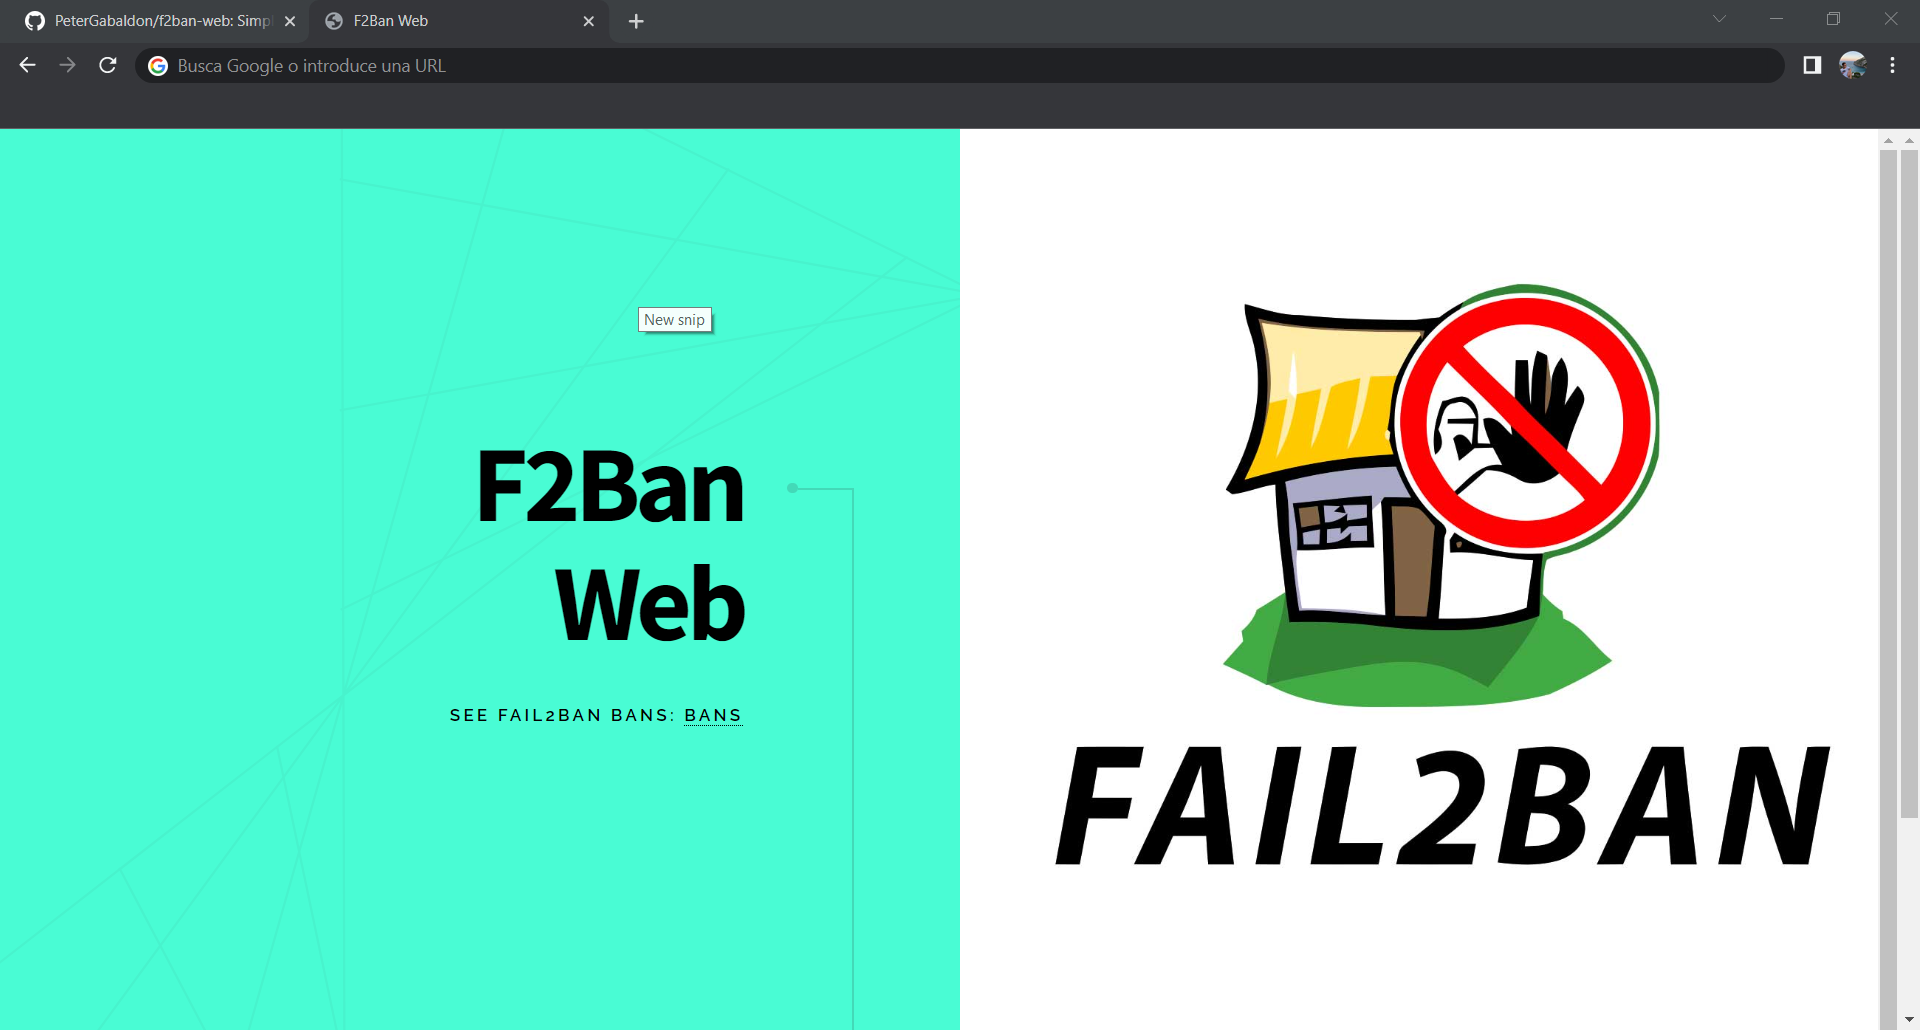 PeterGabaldon/f2ban-web: Simp
F2Ban Web
Busca Google o introduce una URL
New snip
F2Ban
Web
SEE FAIL2BAN BANS: BANS
FAIL2BAN